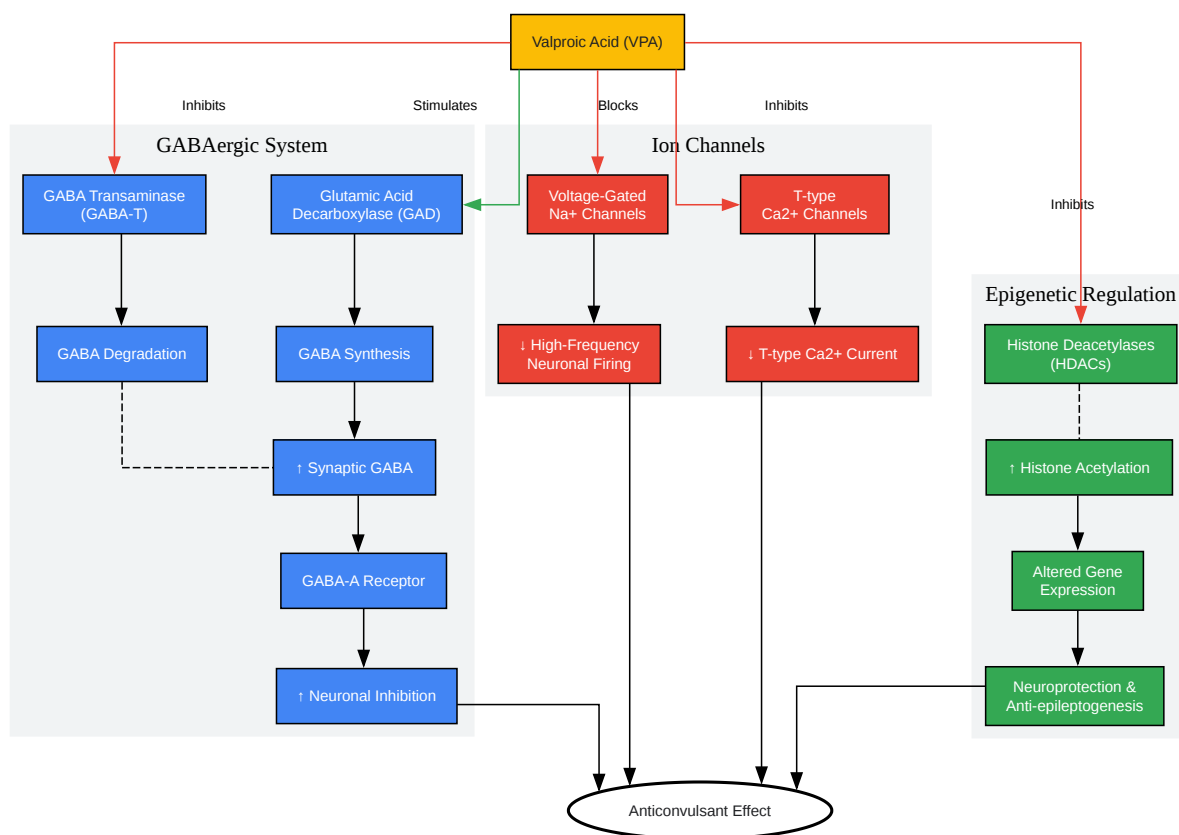 Valproic Acid (VPA)
Inhibits
Stimulates
Blocks
Inhibits
GABAergic System
Ion Channels
GABA Transaminase
(GABA-T)
Glutamic Acid
Decarboxylase (GAD)
Voltage-Gated
Na+ Channels
T-type
Ca2+ Channels
Inhibits
Epigenetic Regulation
GABA Degradation
GABA Synthesis
↓ High-Frequency
Neuronal Firing
↓ T-type Ca2+ Current
Histone Deacetylases
(HDACs)
↑ Synaptic GABA
↑ Histone Acetylation
GABA-A Receptor
Altered Gene
Expression
↑ Neuronal Inhibition
Neuroprotection &
Anti-epileptogenesis
Anticonvulsant Effect